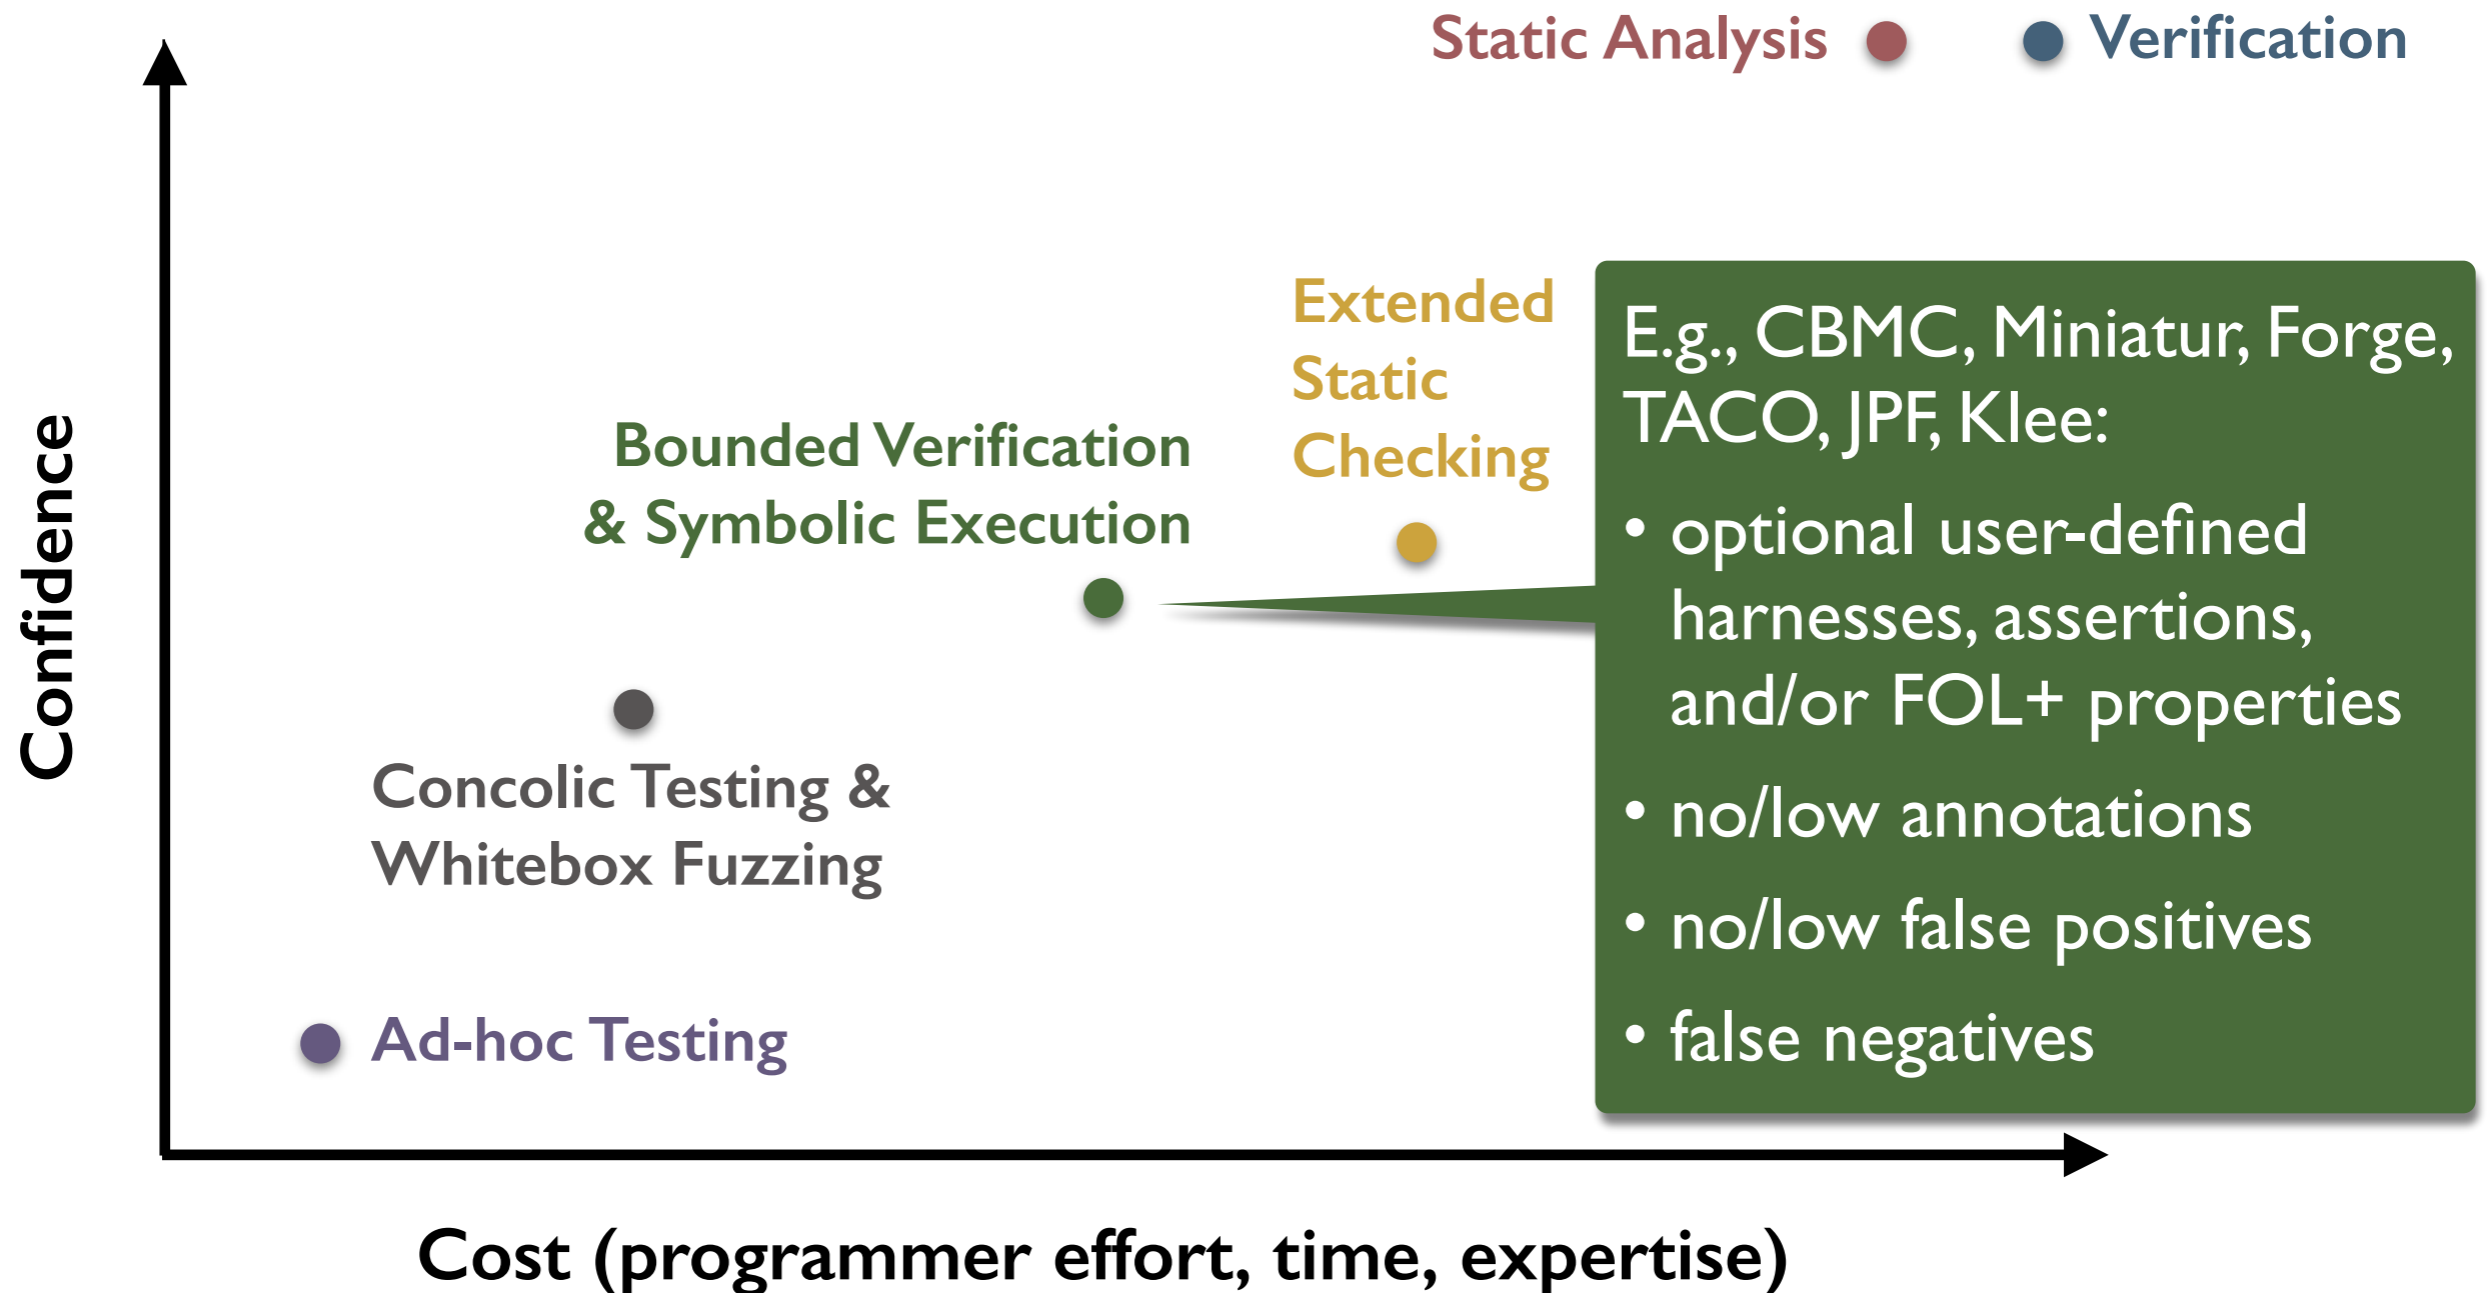 Static Analysis
Verification
Extended
Static
Checking
Bounded Verification
& Symbolic Execution
E.g., CBMC, Miniatur, Forge,
TACO, JPF, Klee:
• optional user-defined
harnesses, assertions,
and/or FOL+ properties
• no/low annotations
• no/low false positives
• false negatives
Confidence
Concolic Testing &
Whitebox Fuzzing
Ad-hoc Testing
Cost (programmer effort, time, expertise)